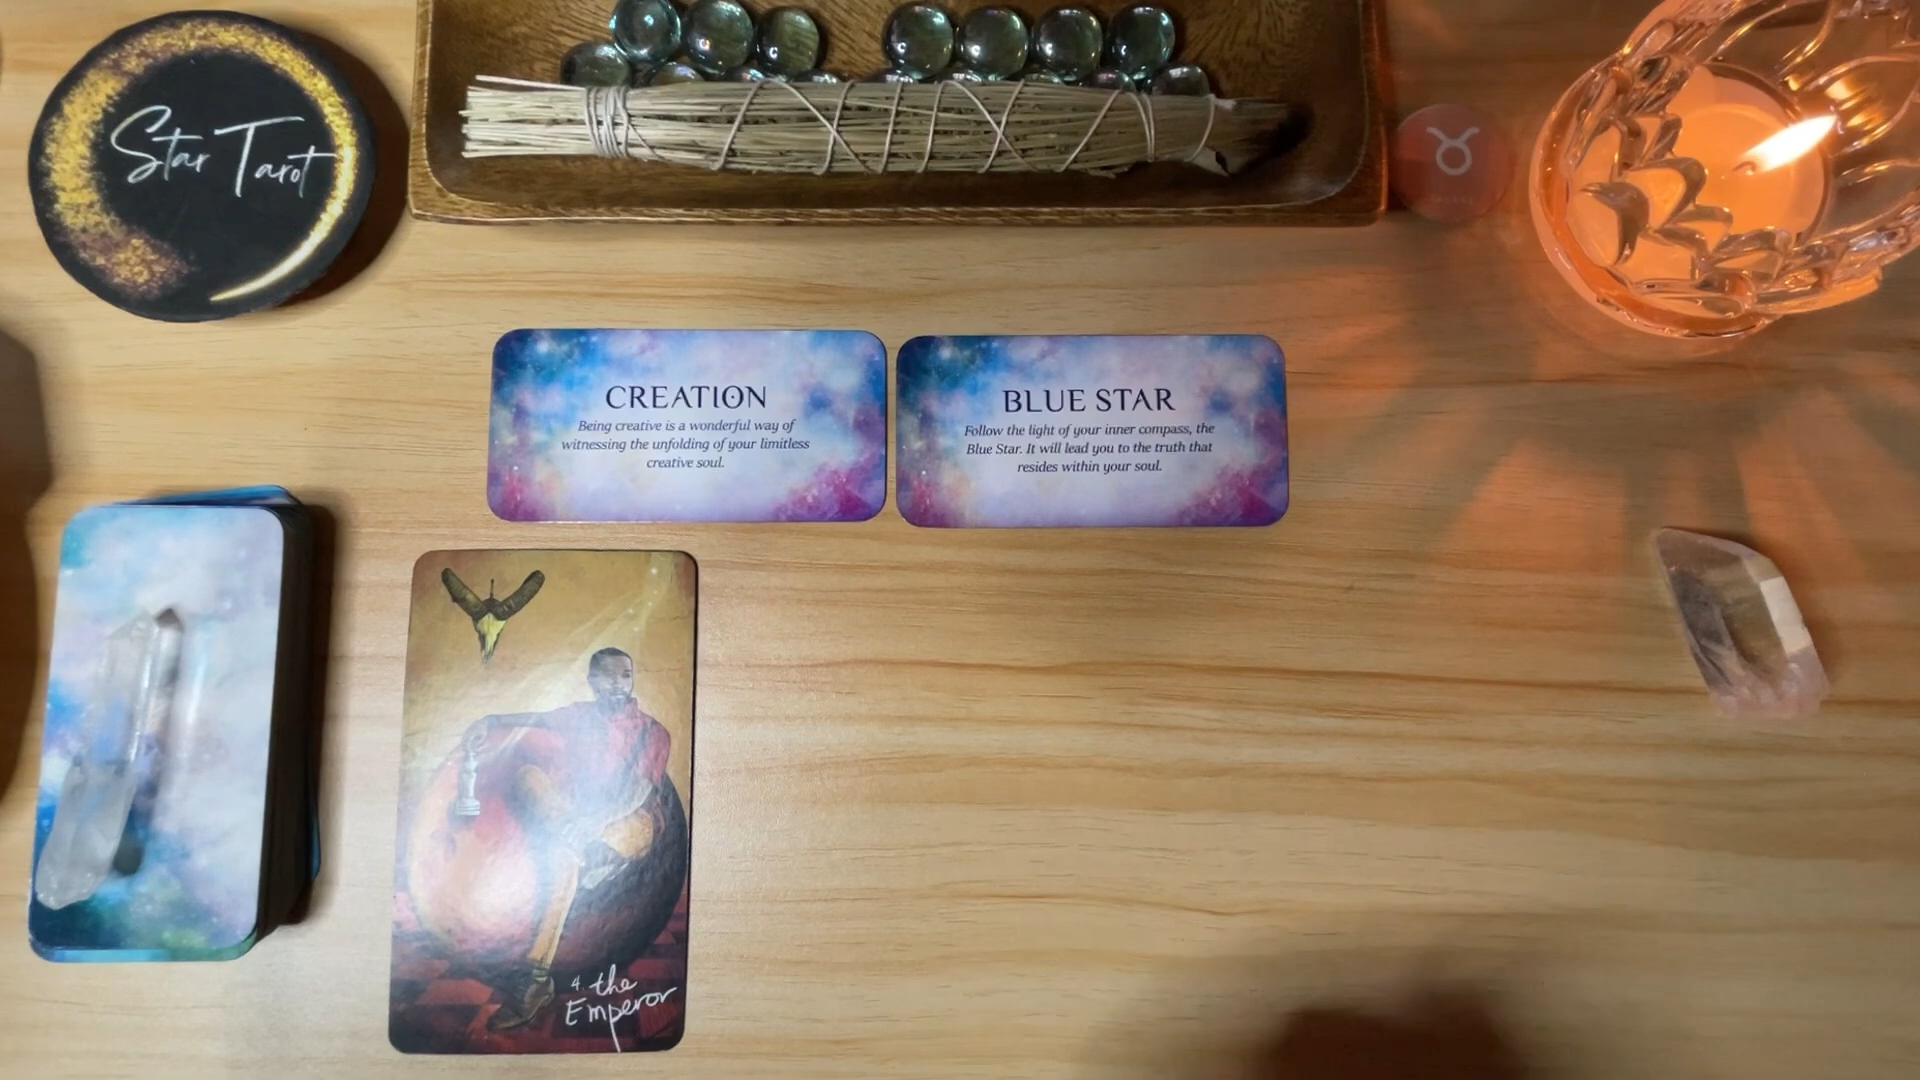 Star Tarot
CREATION
Being creative is a wonderful way of
witnessing the unfolding of your limitless
creative soul.
BLUE STAR
Follow the light of your inner compass, the
Blue Star. It will lead you to the truth that
resides within your soul.
4. the
Emperor